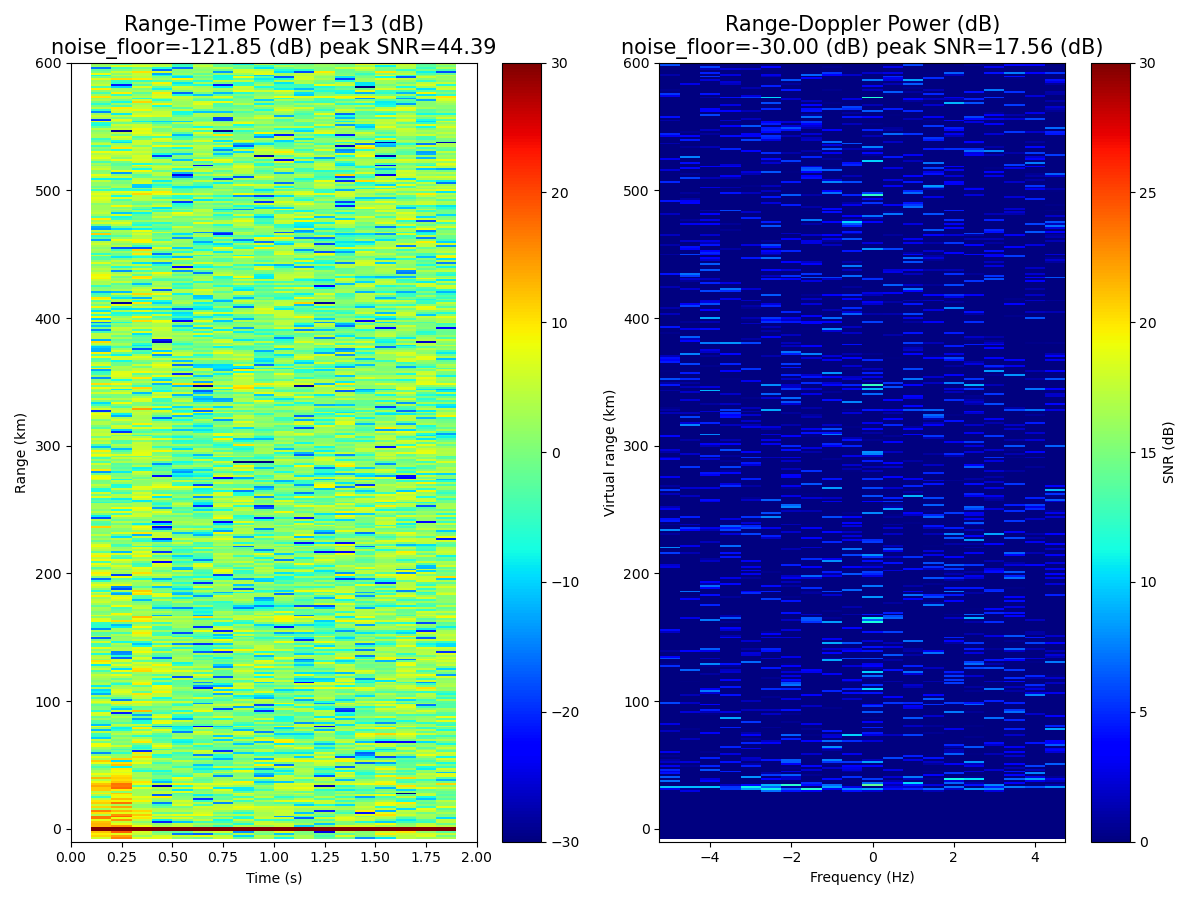 Range-Time Power f=13 (dB)
noise_floor=-121.85 (dB) peak SNR=44.39
600
500
400
300
200
100
0
Range (km)
0.00 0.25 0.50 0.75 1.00 1.25 1.50 1.75 2.00
Time (s)
30
20
10
0
−10
−20
−30
Range-Doppler Power (dB)
noise_floor=-30.00 (dB) peak SNR=17.56 (dB)
600
500
400
300
200
100
0
Virtual range (km)
−4 −2 0 2 4
Frequency (Hz)
30
25
20
15
10
5
0
SNR (dB)